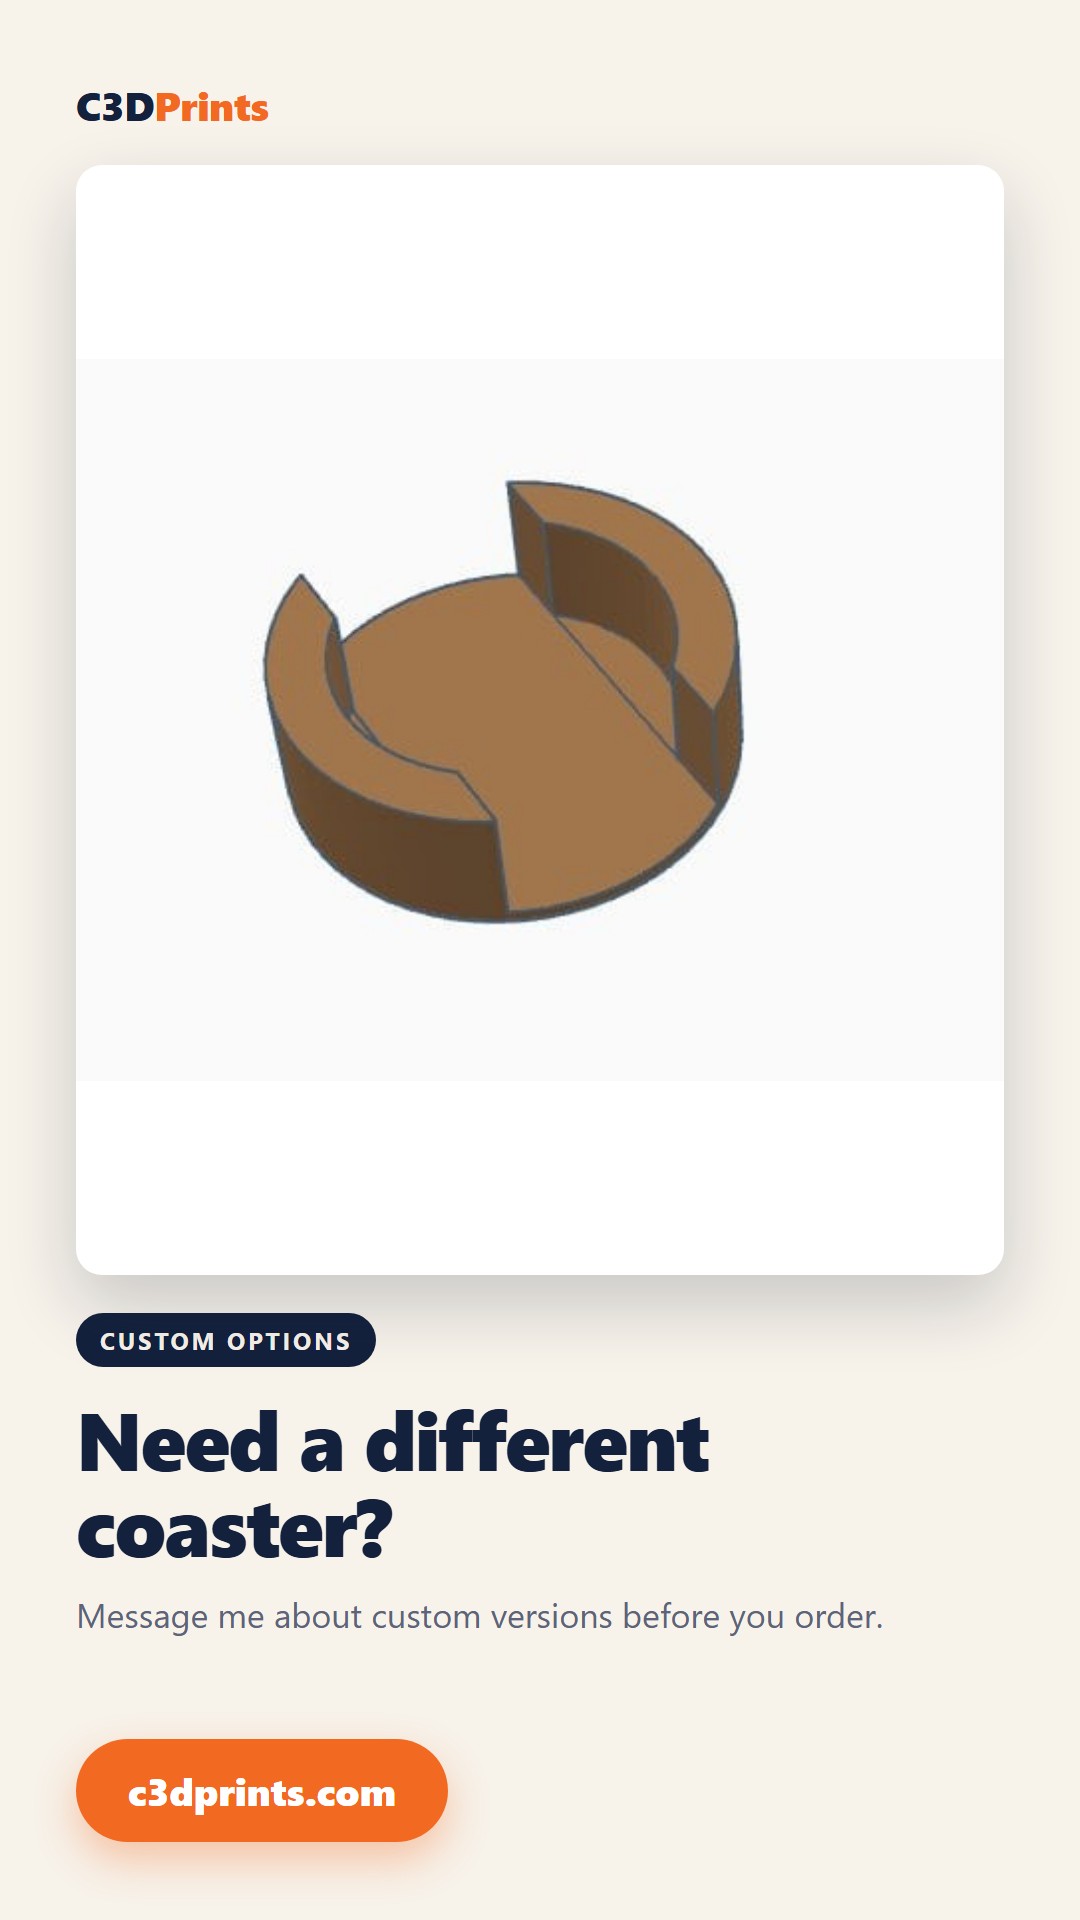 C3DPrints
CUSTOM OPTIONS
Need a different
coaster?
Message me about custom versions before you order.
c3dprints.com